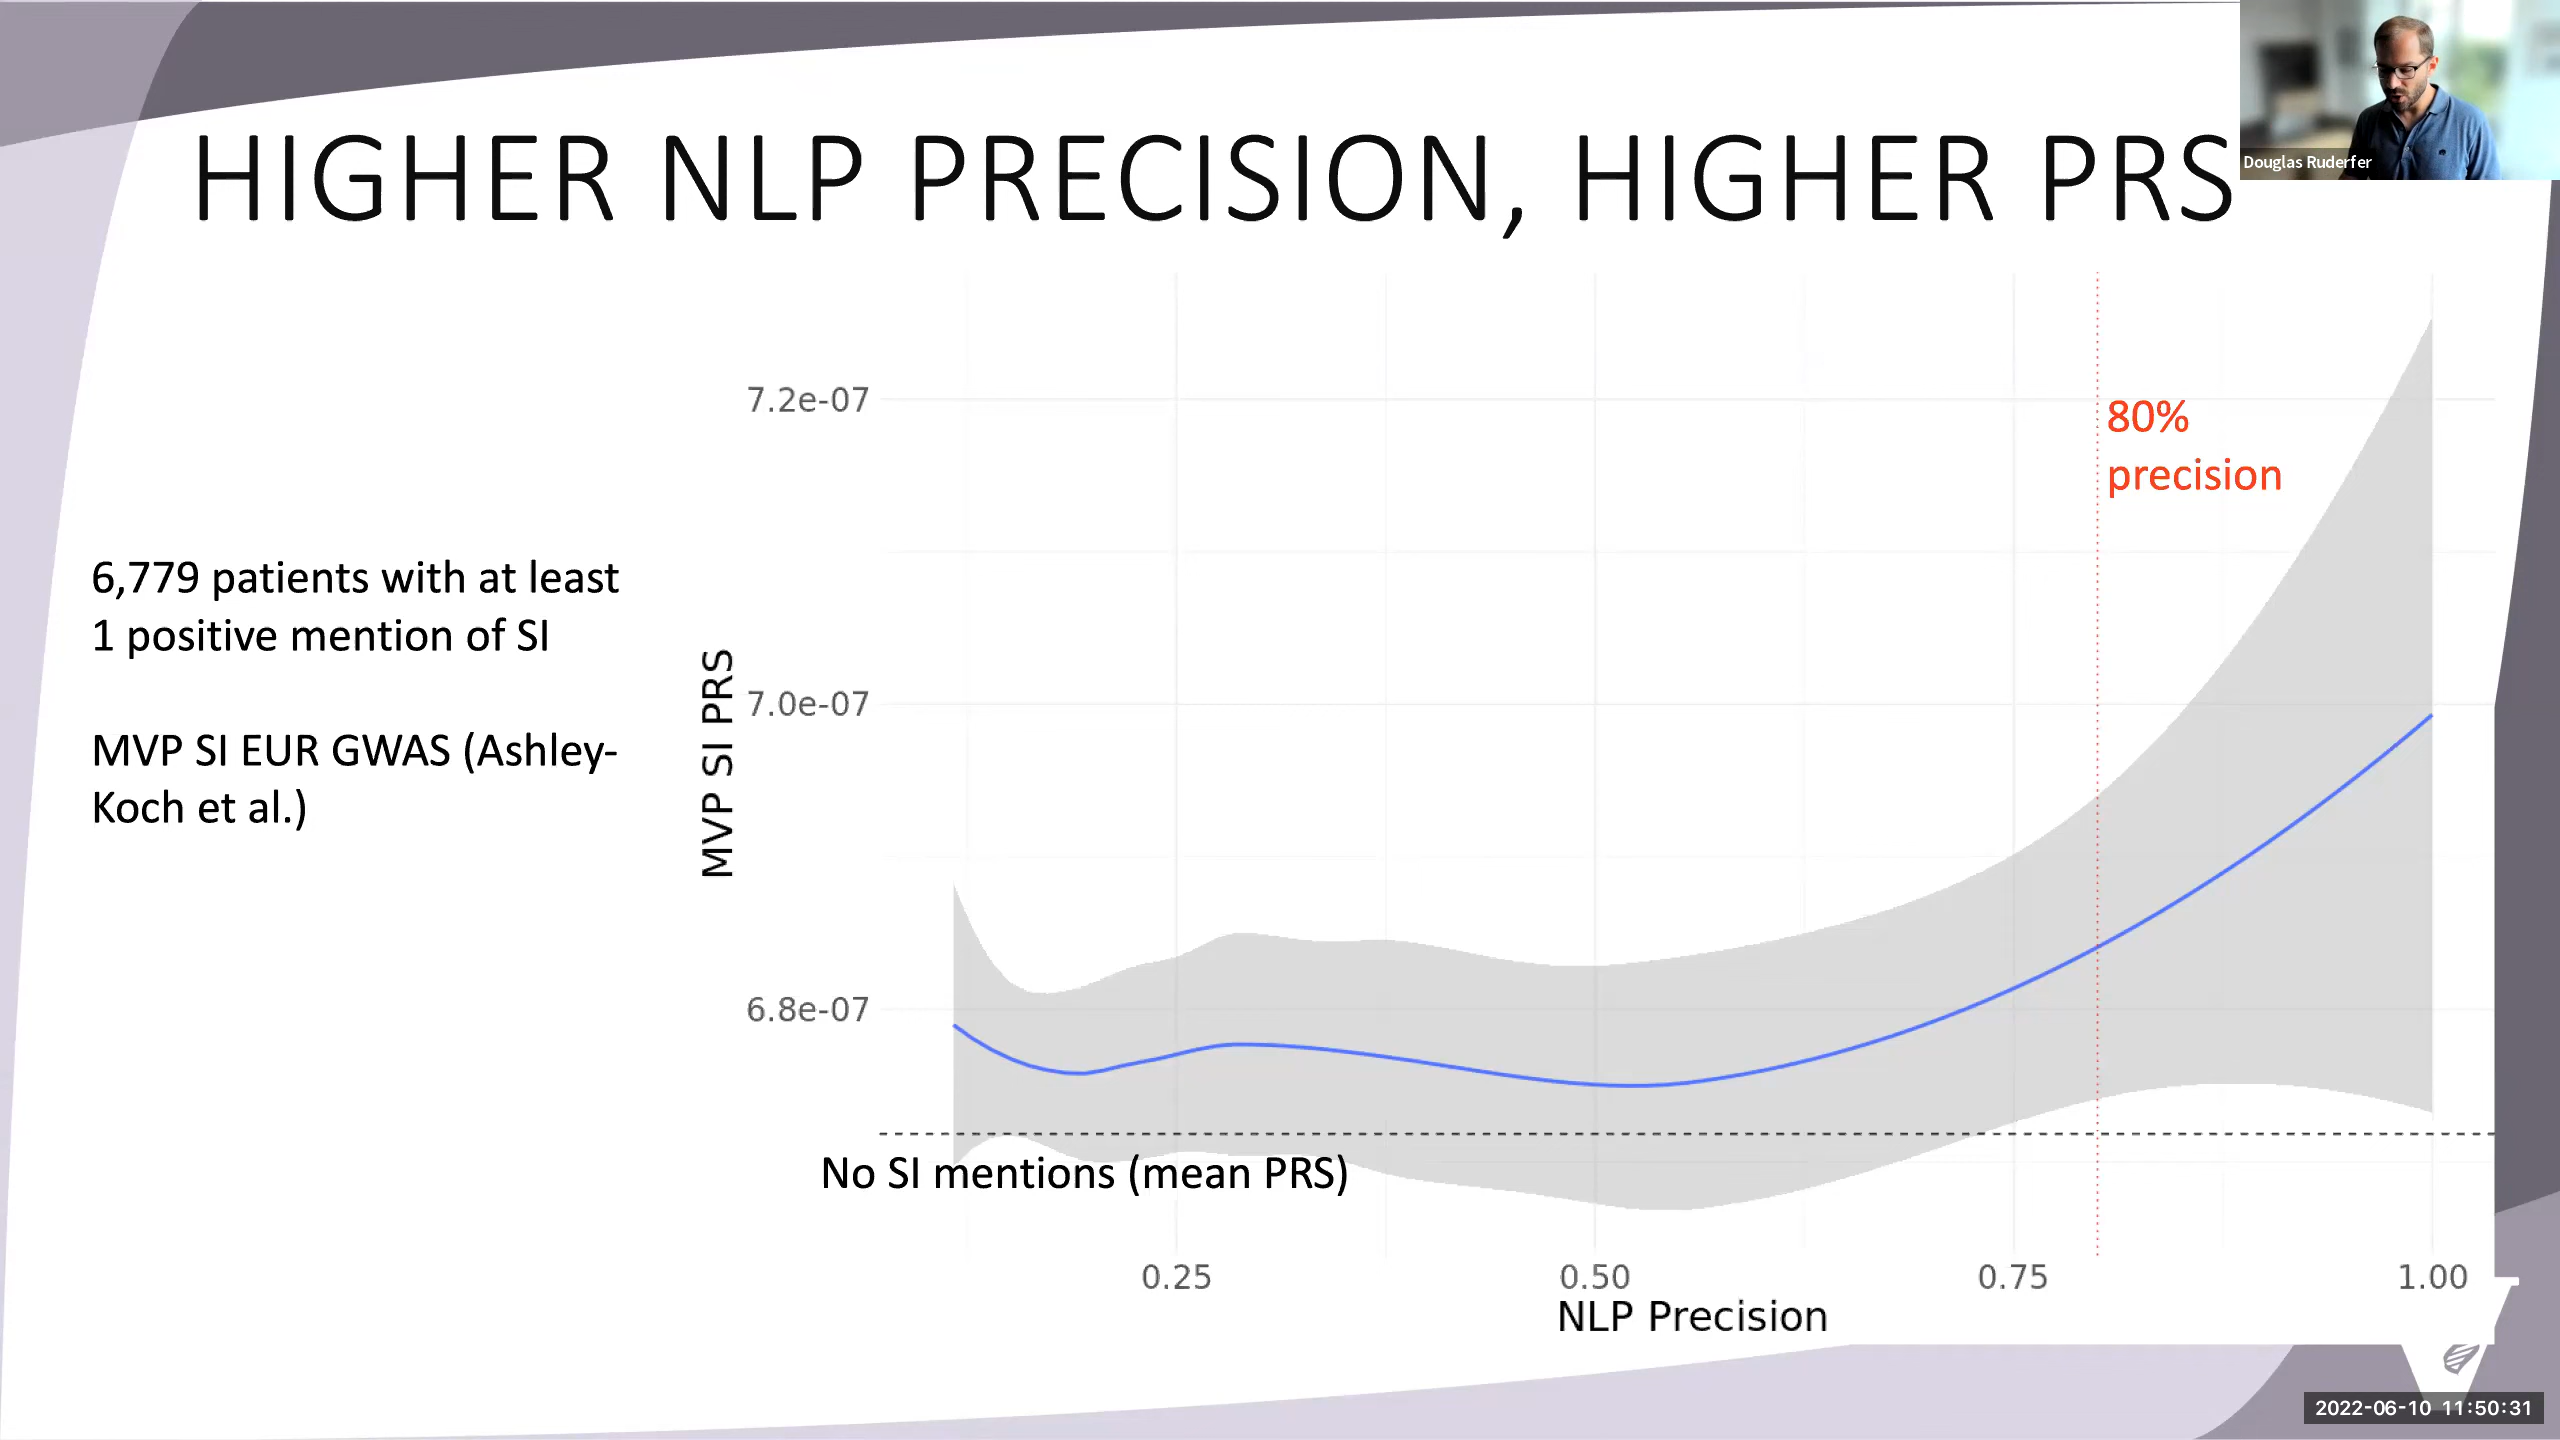 HIGHER NLP PRECISION, HIGHER PRS
Douglas Ruderfer
6,779 patients with at least
1 positive mention of SI
MVP SI EUR GWAS (Ashley-
Koch et al.)
MVP SI PRS
7.2e-07
7.0e-07
6.8e-07
80%
precision
No SI mentions (mean PRS)
0.25
0.50
0.75
1.00
NLP Precision
2022-06-10 11:50:31